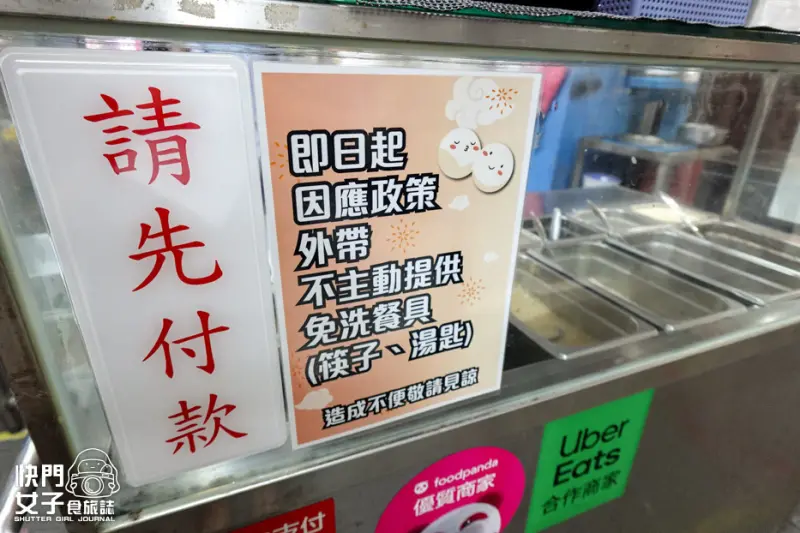 請先付款
即日起
因應政策
外帶
不主動提供
免洗餐具
(筷子、湯匙)
造成不便敬請見諒
支付
foodpanda
優質商家
Uber
Eats
合作商家
快門
女子食旅誌
SHUTTER GIRL JOURNAL